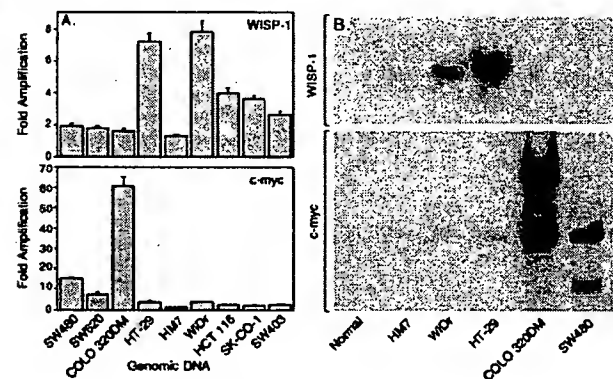 A.
WISP-1
Fold Amplification
8
6
4
2
0
c-myc
Fold Amplification
70
60
50
40
30
20
10
0
SW480
SW620
COLO 320DM
HT-29
HM7
WiDr
HCT 116
SK-CO-1
SW403
Genomic DNA
B.
WISP-1
c-myc
Normal
HM7
WiDr
HT-29
COLO 320DM
SW480